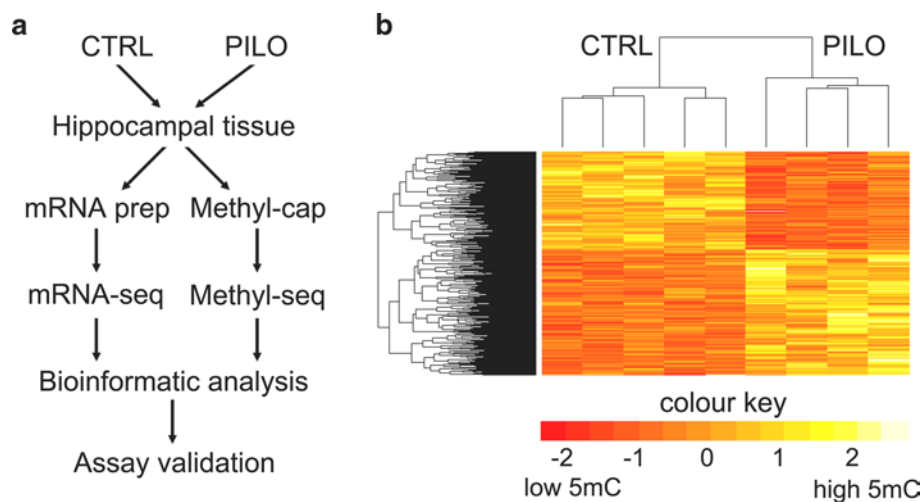 a
CTRL PILO
Hippocampal tissue
mRNA prep Methyl-cap
mRNA-seq Methyl-seq
Bioinformatic analysis
Assay validation
b
CTRL PILO
colour key
-2 -1 0 1 2
low 5mC high 5mC